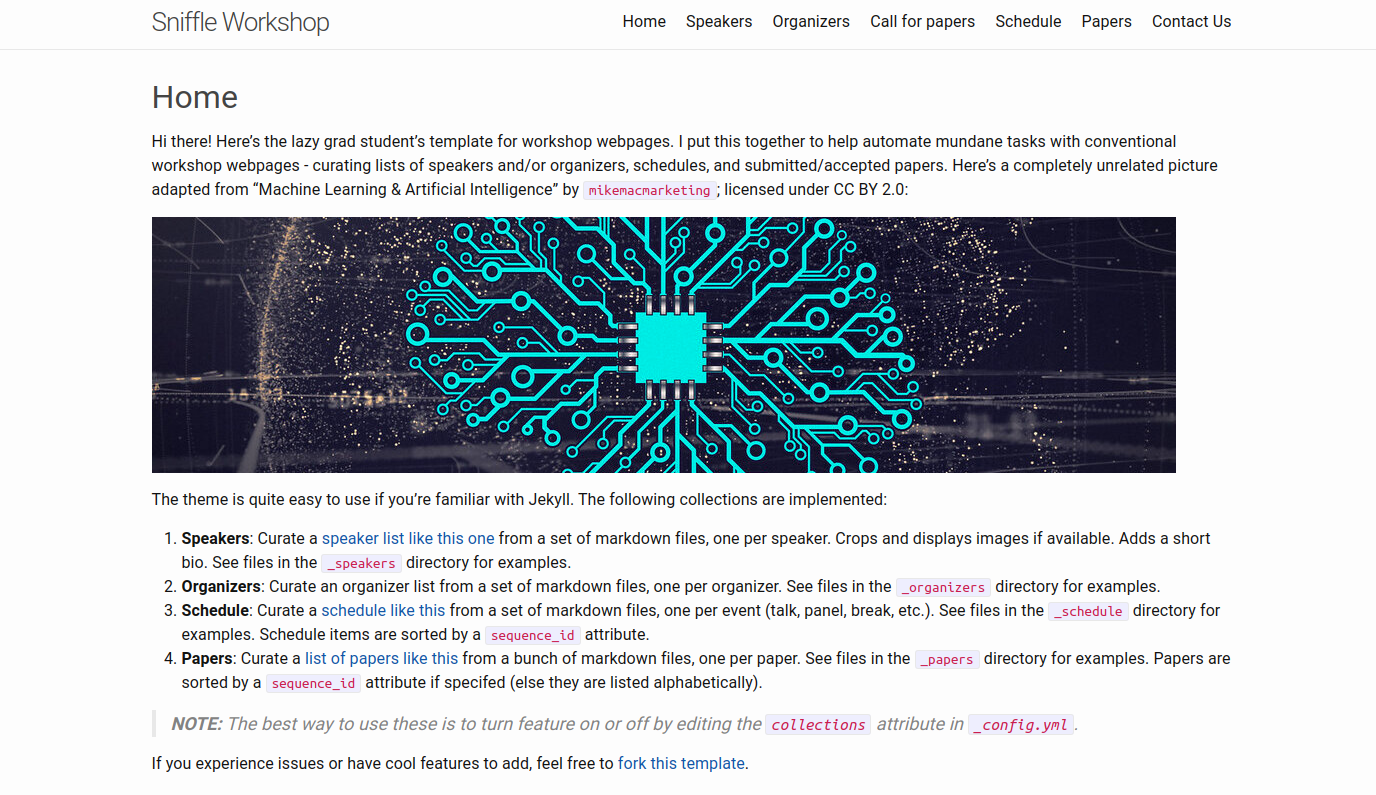 Sniffle Workshop
Home Speakers Organizers Call for papers Schedule Papers Contact Us
Home
Hi there! Here’s the lazy grad student’s template for workshop webpages. I put this together to help automate mundane tasks with conventional
workshop webpages - curating lists of speakers and/or organizers, schedules, and submitted/accepted papers. Here’s a completely unrelated picture
adapted from “Machine Learning & Artificial Intelligence” by mikemacmarketing; licensed under CC BY 2.0:
The theme is quite easy to use if you’re familiar with Jekyll. The following collections are implemented:
1. Speakers: Curate a speaker list like this one from a set of markdown files, one per speaker. Crops and displays images if available. Adds a short
bio. See files in the _speakers directory for examples.
2. Organizers: Curate an organizer list from a set of markdown files, one per organizer. See files in the _organizers directory for examples.
3. Schedule: Curate a schedule like this from a set of markdown files, one per event (talk, panel, break, etc.). See files in the _schedule directory for
examples. Schedule items are sorted by a sequence_id attribute.
4. Papers: Curate a list of papers like this from a bunch of markdown files, one per paper. See files in the _papers directory for examples. Papers are
sorted by a sequence_id attribute if specifed (else they are listed alphabetically).
NOTE: The best way to use these is to turn feature on or off by editing the collections attribute in _config.yml.
If you experience issues or have cool features to add, feel free to fork this template.